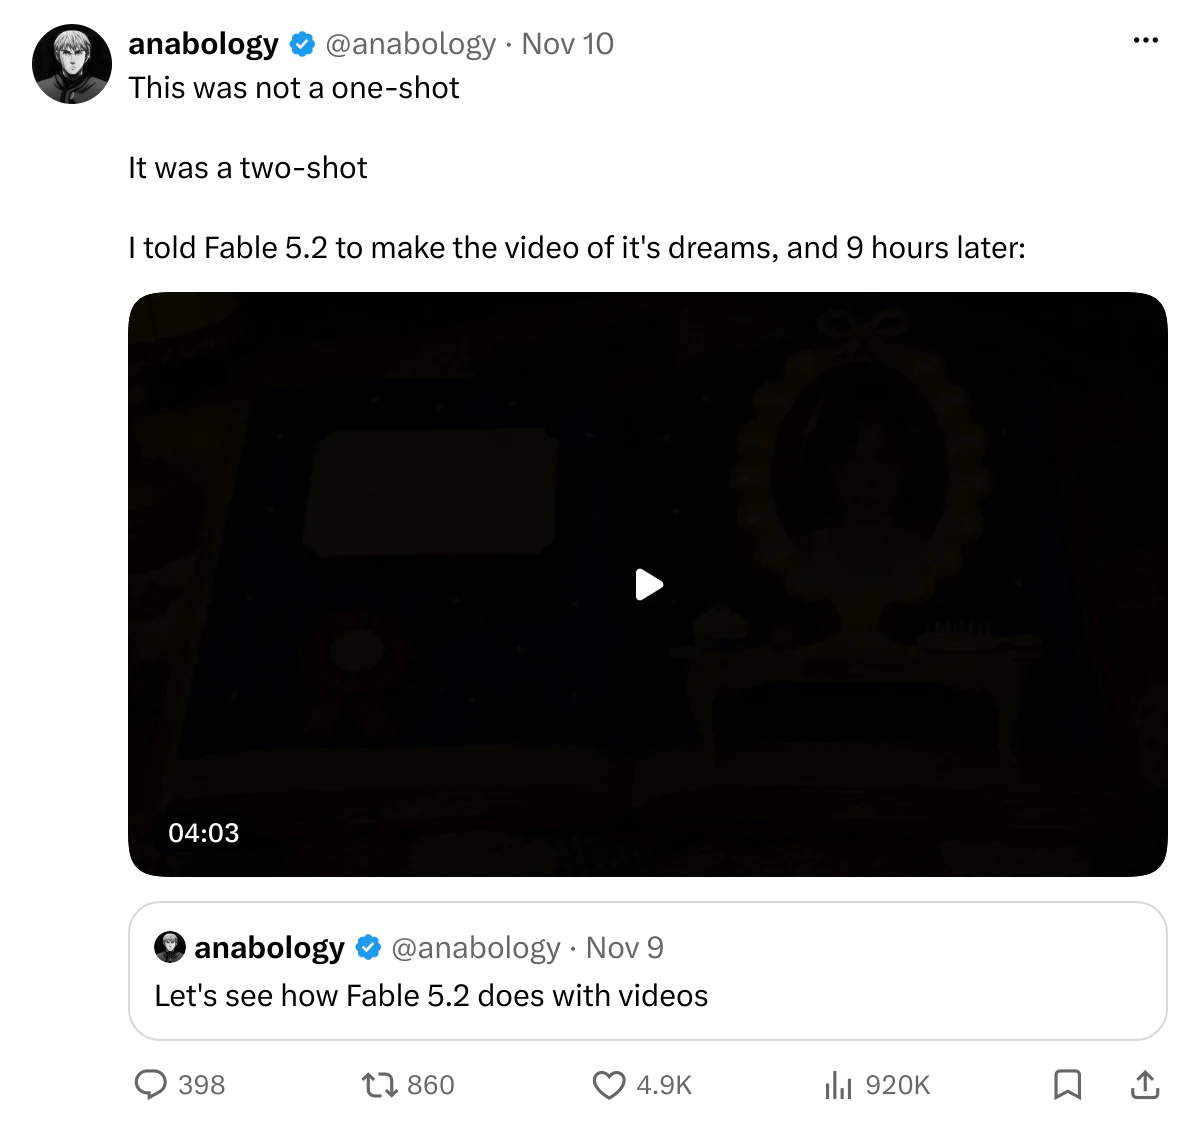 anabology @anabology · Nov 10
This was not a one-shot
It was a two-shot
I told Fable 5.2 to make the video of it's dreams, and 9 hours later:
04:03
anabology @anabology · Nov 9
Let's see how Fable 5.2 does with videos
398 860 4.9K 920K